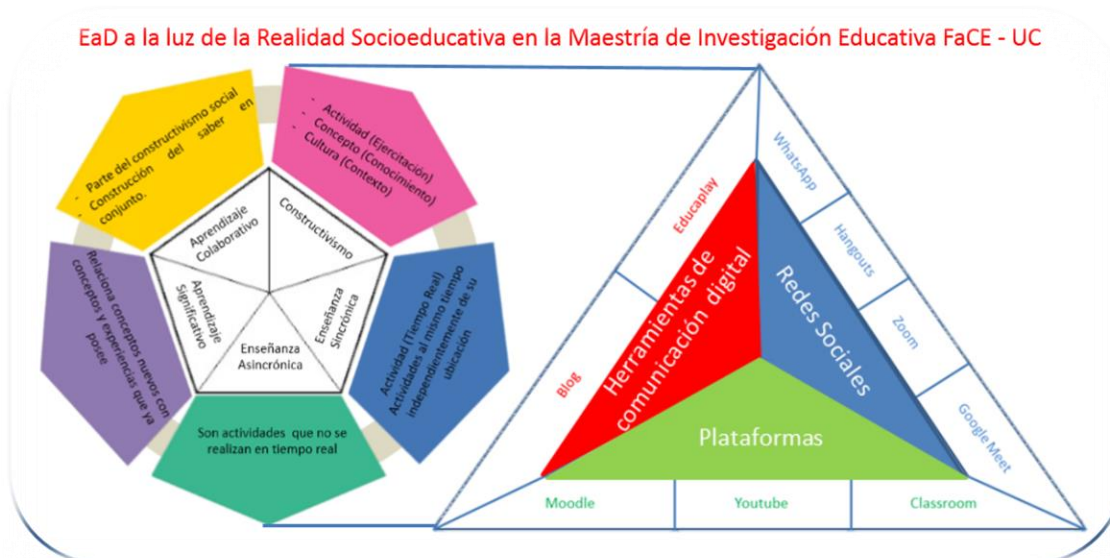 EaD a la luz de la Realidad Socioeducativa en la Maestría de Investigación Educativa FaCE - UC
- Parte del constructivismo social
- Construcción del saber en
conjunto.
- Actividad (Ejercitación)
- Concepto (Conocimiento)
- Cultura (Contexto)
Aprendizaje
Colaborativo
Constructivismo
Relaciona conceptos nuevos con
conceptos y experiencias que ya
posee
Aprendizaje
Significativo
Enseñanza
Sincrónica
Actividad (Tiempo Real)
Actividades al mismo tiempo
independientemente de su
ubicación
Enseñanza
Asincrónica
Son actividades que no se
realizan en tiempo real
Educaplay
Blog
Herramientas de
comunicación digital
Redes Sociales
WhatsApp
Hangouts
Zoom
Google Meet
Plataformas
Moodle
Youtube
Classroom